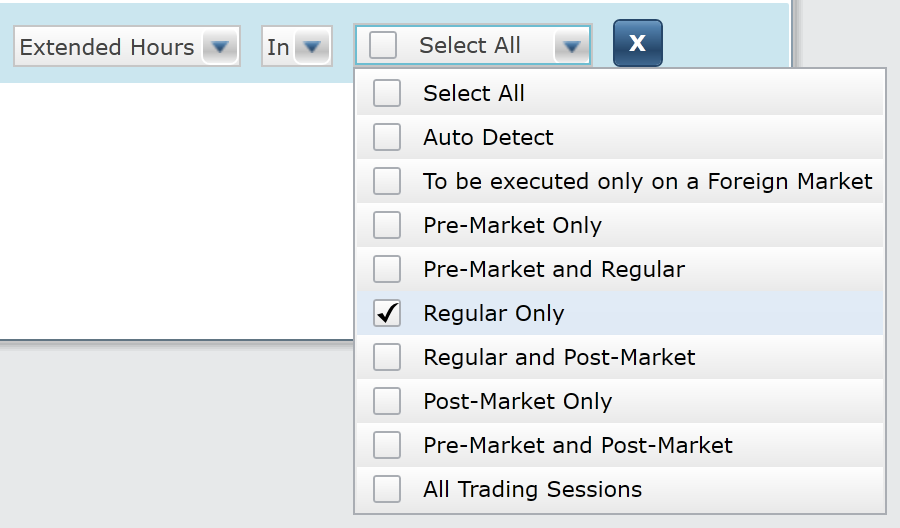 Extended Hours In Select All X
Select All
Auto Detect
To be executed only on a Foreign Market
Pre-Market Only
Pre-Market and Regular
Regular Only
Regular and Post-Market
Post-Market Only
Pre-Market and Post-Market
All Trading Sessions